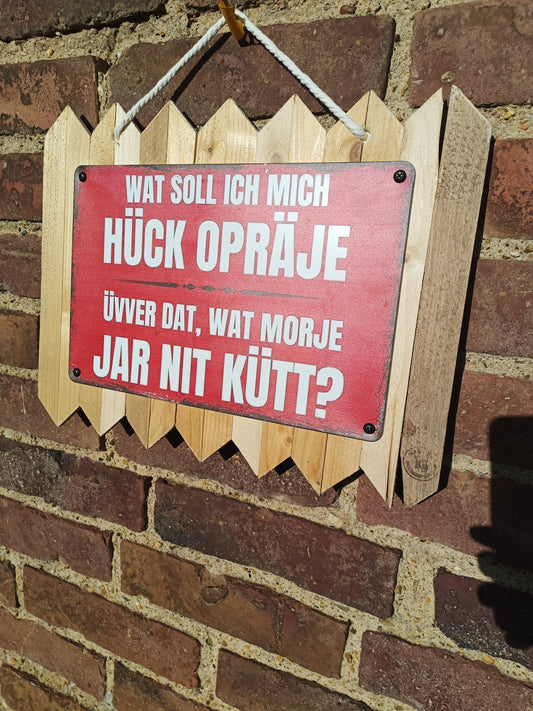 WAT SOLL ICH MICH
HÜCK OPRÄJE
ÜVVER DAT, WAT MORJE
JAR NIT KÜTT?